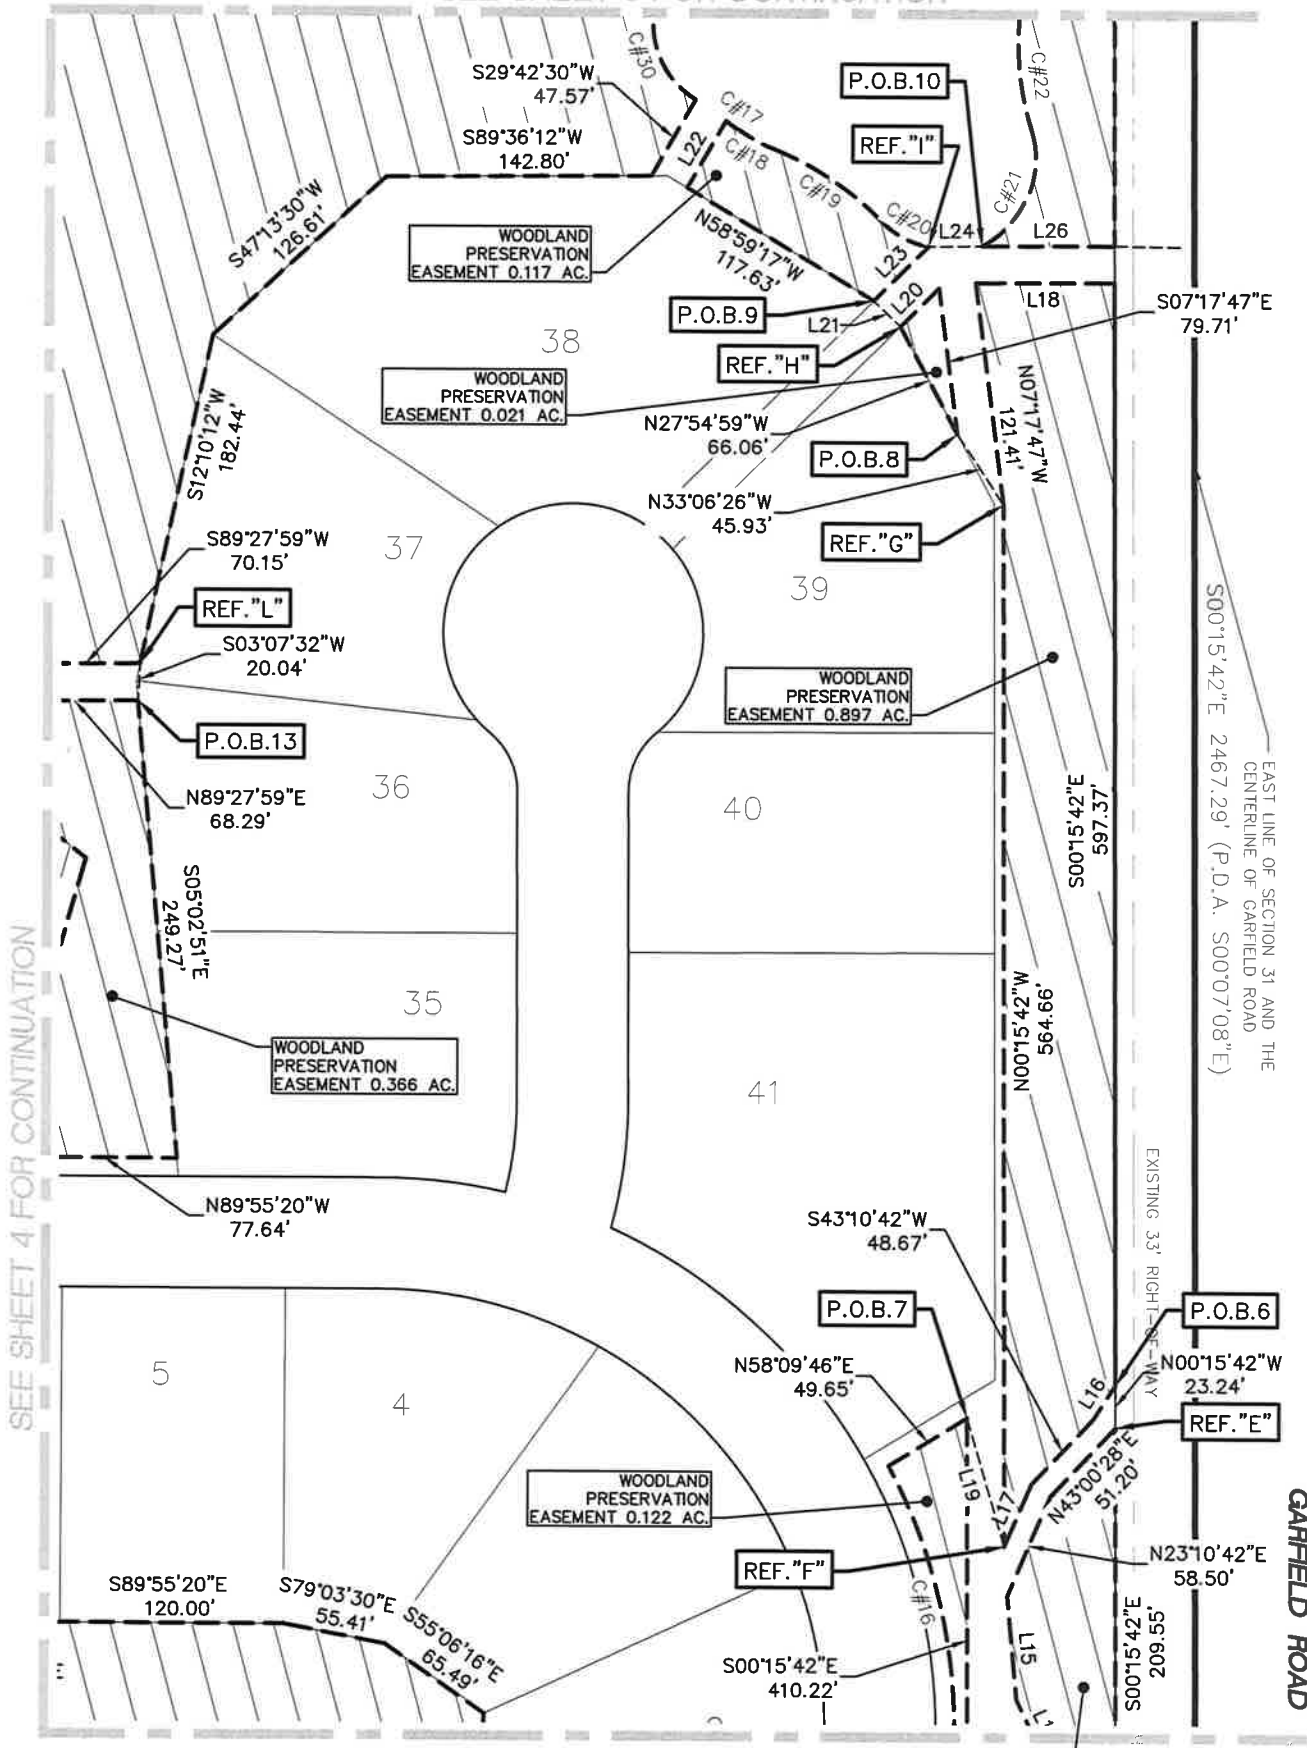 S29°42'30"W
47.57'
S89°36'12"W
142.80'
S47°13'30"W
126.61'
C#30
C#17
C#18
C#19
C#20
C#21
C#22
L22
P.O.B.10
REF."I"
L24
L26
L23
L20
L21
L18
WOODLAND
PRESERVATION
EASEMENT 0.117 AC.
N58°59'17"W
117.63'
P.O.B.9
REF."H"
S07°17'47"E
79.71'
38
WOODLAND
PRESERVATION
EASEMENT 0.021 AC.
N27°54'59"W
66.06'
P.O.B.8
N07°17'47"W
121.41'
N33°06'26"W
45.93'
REF."G"
S12°10'12"W
182.44'
37
39
S89°27'59"W
70.15'
REF."L"
S03°07'32"W
20.04'
P.O.B.13
N89°27'59"E
68.29'
WOODLAND
PRESERVATION
EASEMENT 0.897 AC.
36
40
S00°15'42"E
597.37'
EAST LINE OF SECTION 31 AND THE
CENTERLINE OF GARFIELD ROAD
S00°15'42"E 2467.29' (P.D.A. S00°07'08"E)
S05°02'51"E
249.27'
35
41
WOODLAND
PRESERVATION
EASEMENT 0.366 AC.
N00°15'42"W
564.66'
SEE SHEET 4 FOR CONTINUATION
N89°55'20"W
77.64'
EXISTING 33' RIGHT-OF-WAY
S43°10'42"W
48.67'
P.O.B.7
P.O.B.6
N00°15'42"W
23.24'
REF."E"
L16
N58°09'46"E
49.65'
5
4
L19
L17
N43°00'28"E
51.20'
WOODLAND
PRESERVATION
EASEMENT 0.122 AC.
REF."F"
N23°10'42"E
58.50'
C#16
L15
S00°15'42"E
209.55'
GARFIELD ROAD
S89°55'20"E
120.00'
S79°03'30"E
55.41'
S55°06'16"E
65.49'
S00°15'42"E
410.22'